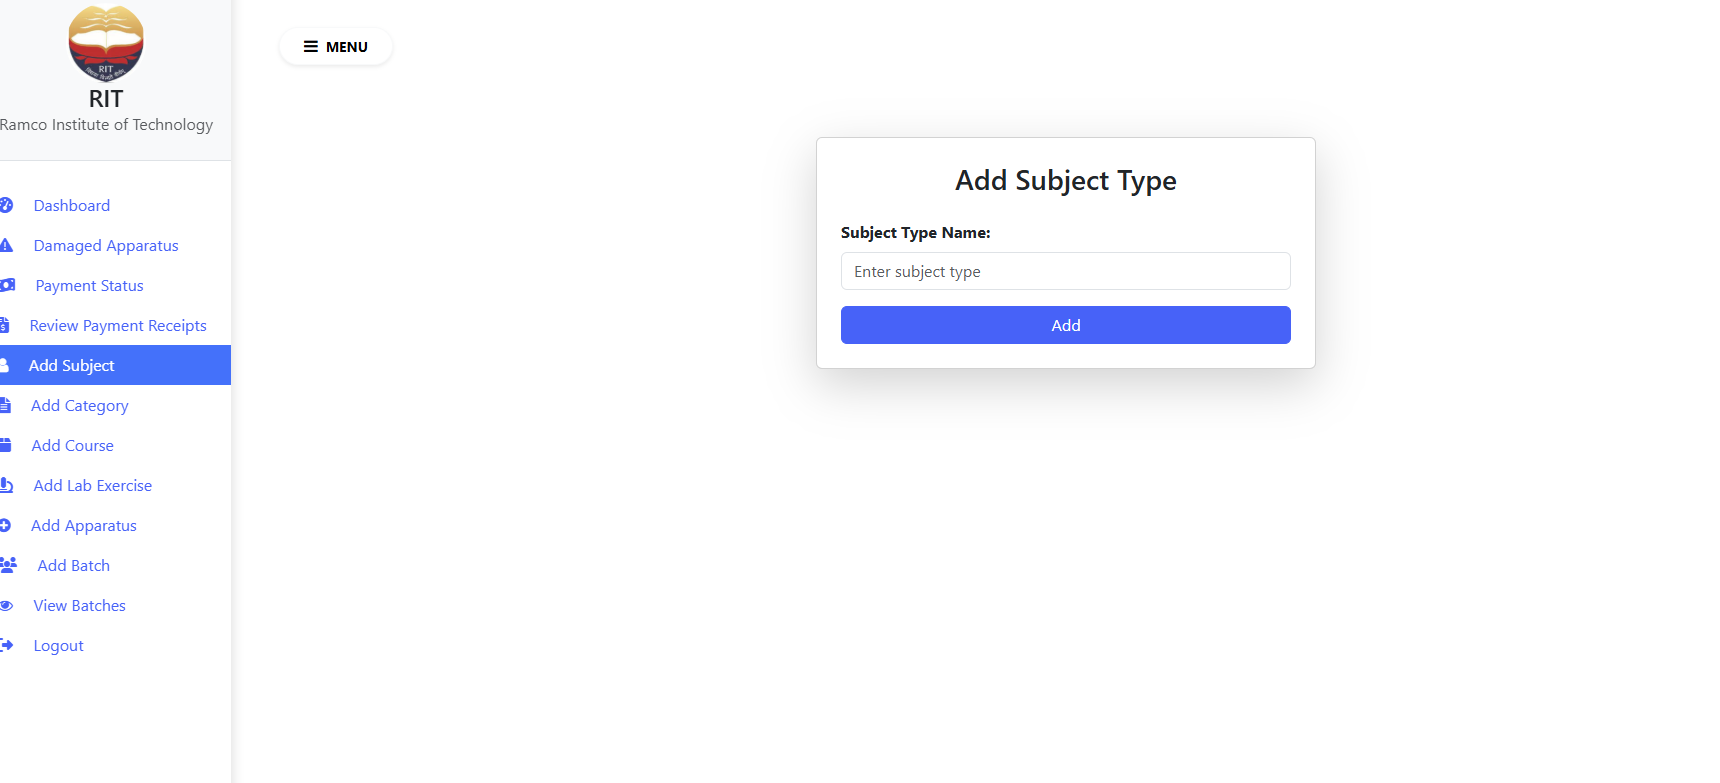 RIT
RIT
Ramco Institute of Technology
Dashboard
Damaged Apparatus
Payment Status
Review Payment Receipts
Add Subject
Add Category
Add Course
Add Lab Exercise
Add Apparatus
Add Batch
View Batches
Logout
MENU
Add Subject Type
Subject Type Name:
Enter subject type
Add